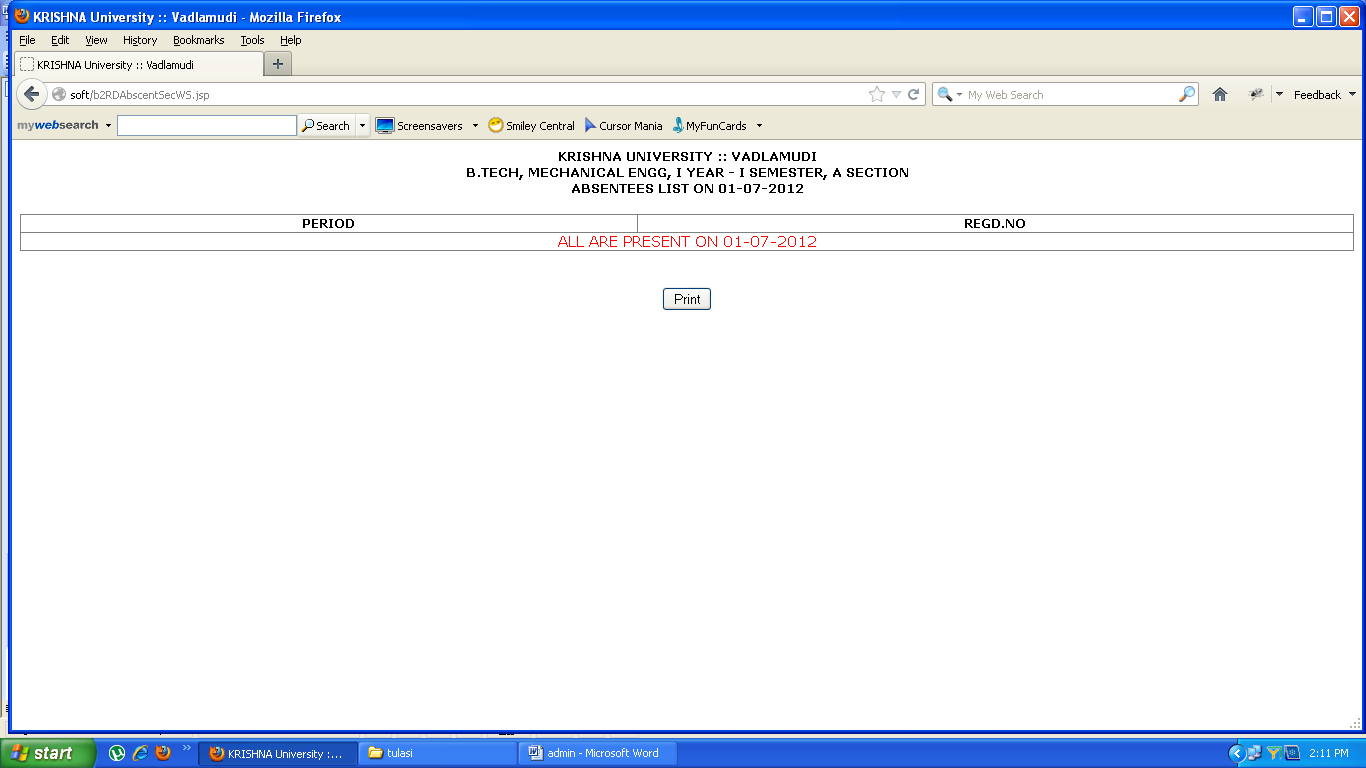 KRISHNA University :: Vadlamudi - Mozilla Firefox
File Edit View History Bookmarks Tools Help
KRISHNA University :: Vadlamudi
soft/b2RDAbscentSecWS.jsp My Web Search Feedback
mywebsearch Search Screensavers Smiley Central Cursor Mania MyFunCards
KRISHNA UNIVERSITY :: VADLAMUDI
B.TECH, MECHANICAL ENGG, I YEAR - I SEMESTER, A SECTION
ABSENTEES LIST ON 01-07-2012
PERIOD REGD.NO
ALL ARE PRESENT ON 01-07-2012
Print
start KRISHNA University :... tulasi admin - Microsoft Word 2:11 PM